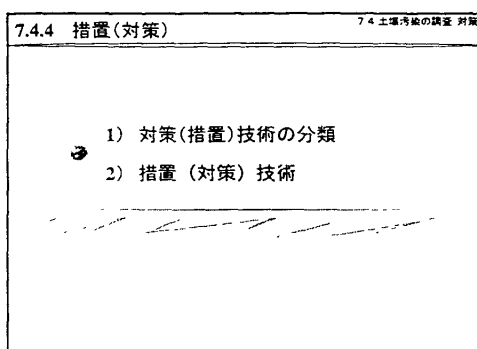 7.4.4 措置(対策)
7 4 土壌汚染の調査 対策
1) 対策(措置)技術の分類
2) 措置（対策）技術